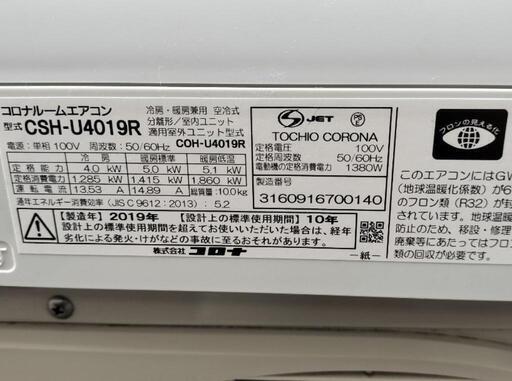 コロナルームエアコン
型式 CSH-U4019R
冷房・暖房兼用 空冷式
分離形／室内ユニット
適用室外ユニット型式
電源：単相 100V 周波数：50/60Hz COH-U4019R
冷房 暖房標準 暖房低温
定格能力 4.0 kW 5.0 kW 5.1 kW
定格消費電力 1.285 kW 1.415 kW 1.860 kW
運転電流 13.53 A 14.89 A 総質量：100kg
通年エネルギー消費効率（JIS C 9612：2013）：5.2
【製造年】2019年 【設計上の標準使用期間】10年
設計上の標準使用期間を超えてお使いいただいた場合は、経年
劣化による発火・けがなどの事故に至るおそれがあります。
株式会社 コロナ
S JET PS E
TOCHIO CORONA
定格電圧 100V
定格周波数 50/60Hz
電動機の定格消費電力 1380W
製造番号
3160916700140
フロンの見える化
このエアコンにはGW
（地球温暖化係数）が6
のフロン類（R32）が封
されています。地球温暖
防止のため、移設・修理
廃棄等にあたってはフロン
類の回収が必要です。
―紙―